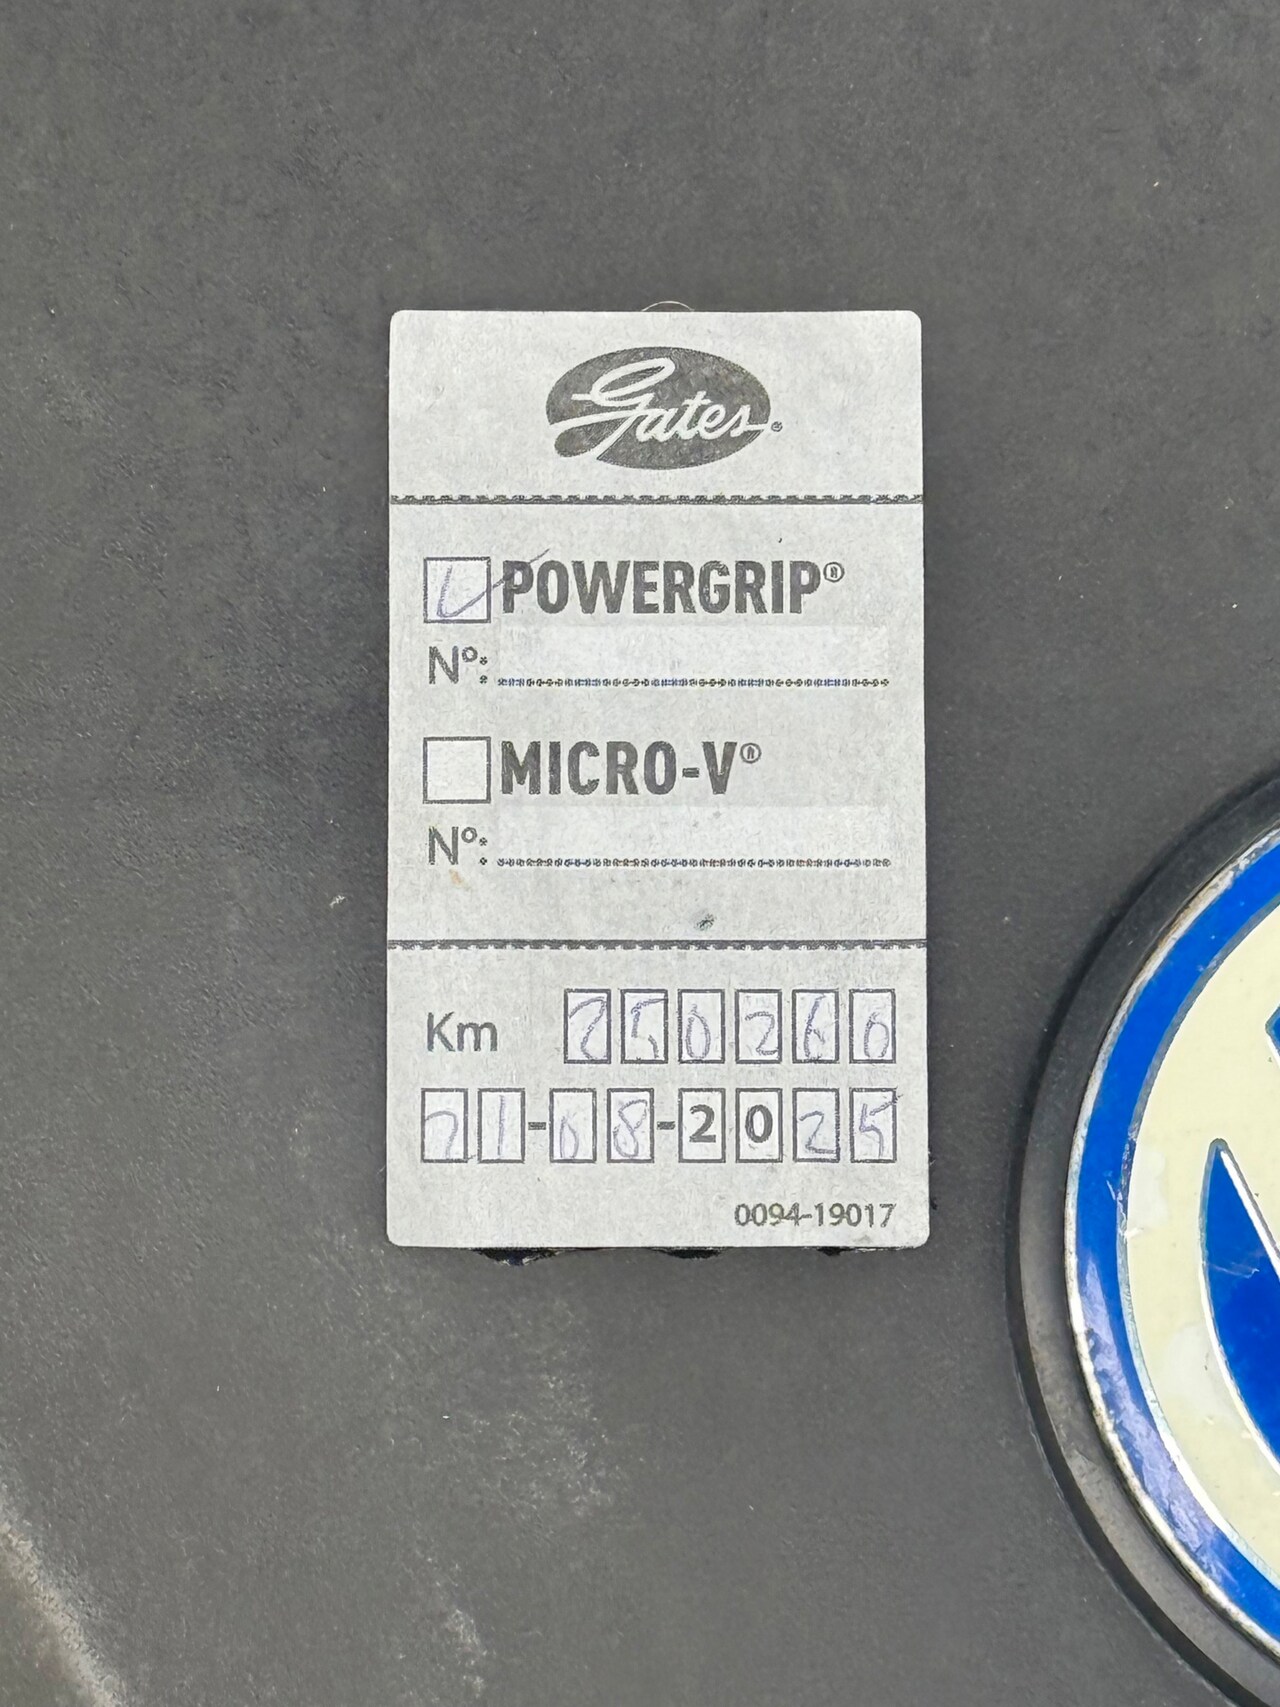 Gates®
POWERGRIP®
Nº:
MICRO-V®
Nº:
Km 250260
21-08-2025
0094-19017